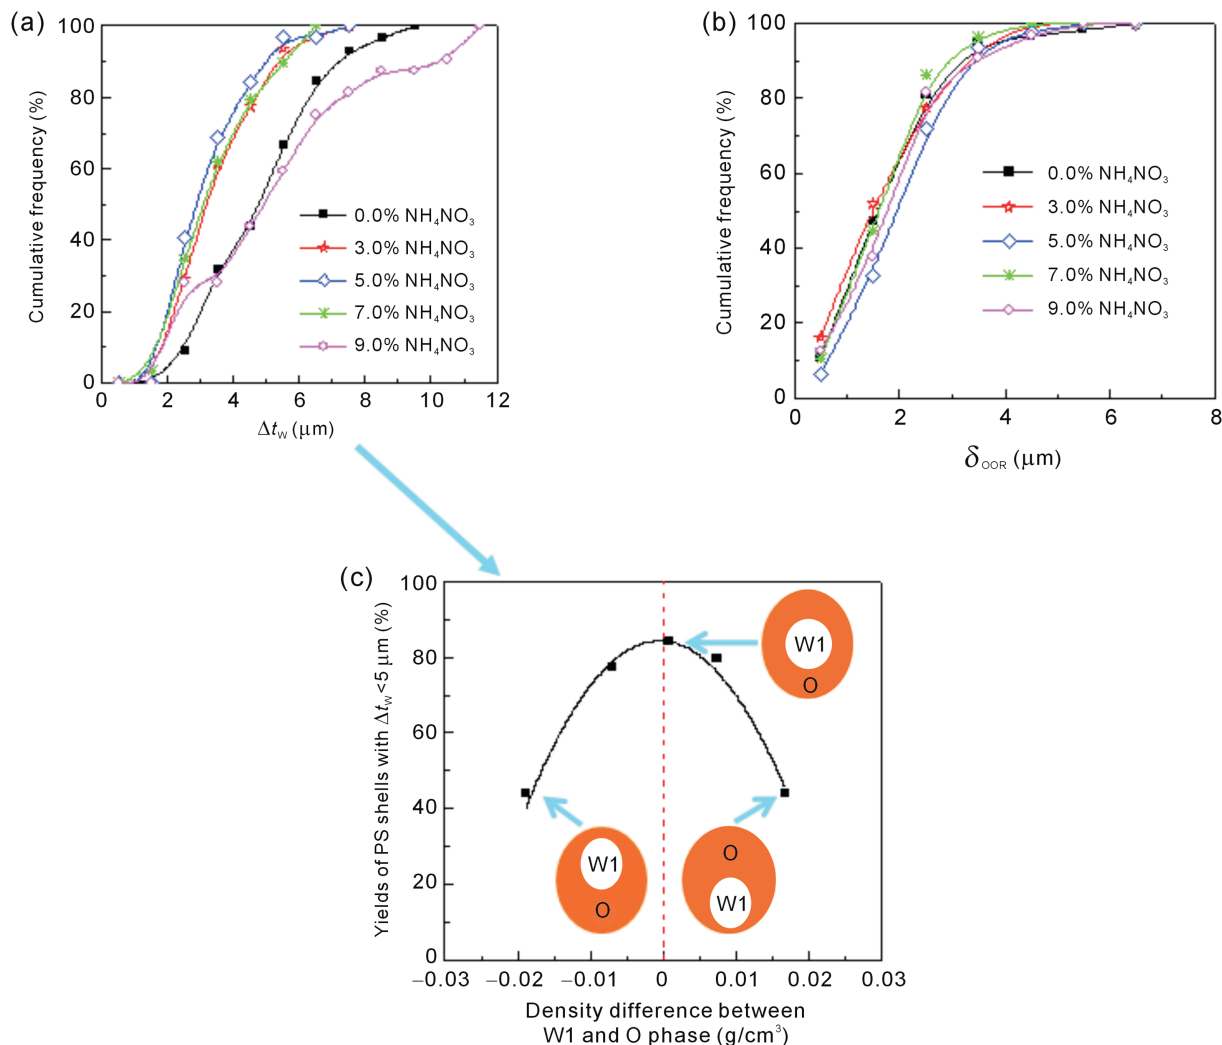 (a)
100
80
60
40
20
0
Cumulative frequency (%)
0.0% NH₄NO₃
3.0% NH₄NO₃
5.0% NH₄NO₃
7.0% NH₄NO₃
9.0% NH₄NO₃
0 2 4 6 8 10 12
Δt_W (μm)
(b)
100
80
60
40
20
0
Cumulative frequency (%)
0.0% NH₄NO₃
3.0% NH₄NO₃
5.0% NH₄NO₃
7.0% NH₄NO₃
9.0% NH₄NO₃
0 2 4 6 8
δ_OOR (μm)
(c)
100
80
60
40
20
0
Yields of PS shells with Δt_W<5 μm (%)
W1
O
W1
O
O
W1
−0.03 −0.02 −0.01 0 0.01 0.02 0.03
Density difference between
W1 and O phase (g/cm³)